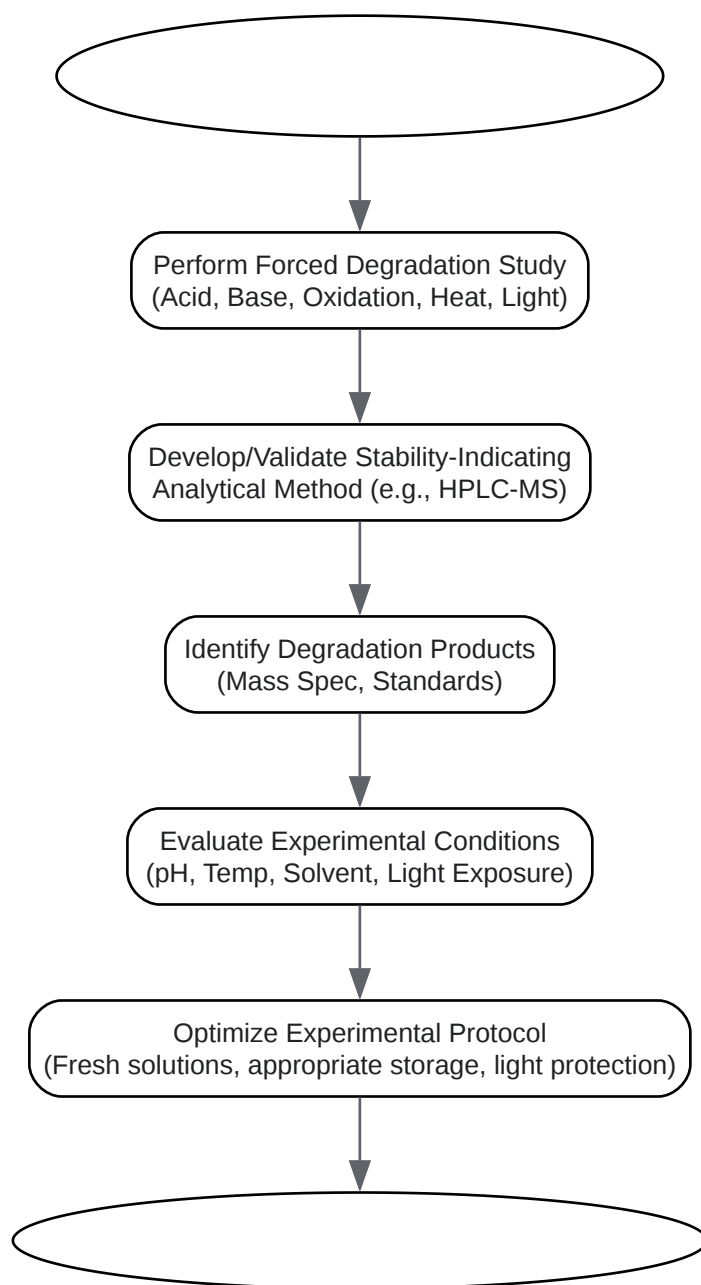 Perform Forced Degradation Study
(Acid, Base, Oxidation, Heat, Light)
Develop/Validate Stability-Indicating
Analytical Method (e.g., HPLC-MS)
Identify Degradation Products
(Mass Spec, Standards)
Evaluate Experimental Conditions
(pH, Temp, Solvent, Light Exposure)
Optimize Experimental Protocol
(Fresh solutions, appropriate storage, light protection)